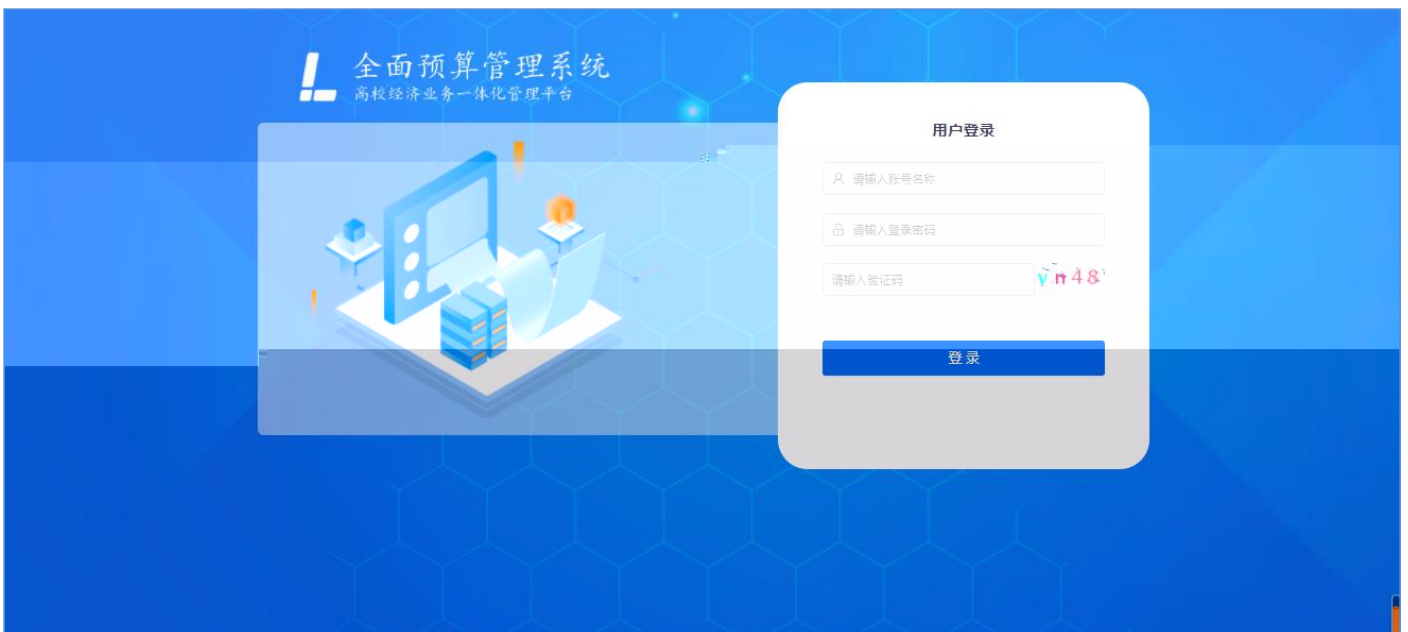 全面预算管理系统
高校经济业务一体化管理平台
用户登录
请输入账号名称
请输入登录密码
请输入验证码
yn48
登录